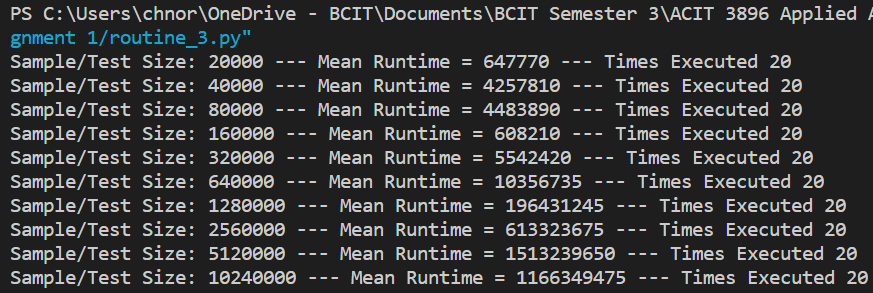 PS C:\Users\chnor\OneDrive - BCIT\Documents\BCIT Semester 3\ACIT 3896 Applied
gnment 1/routine_3.py"
Sample/Test Size: 20000 --- Mean Runtime = 647770 --- Times Executed 20
Sample/Test Size: 40000 --- Mean Runtime = 4257810 --- Times Executed 20
Sample/Test Size: 80000 --- Mean Runtime = 4483890 --- Times Executed 20
Sample/Test Size: 160000 --- Mean Runtime = 608210 --- Times Executed 20
Sample/Test Size: 320000 --- Mean Runtime = 5542420 --- Times Executed 20
Sample/Test Size: 640000 --- Mean Runtime = 10356735 --- Times Executed 20
Sample/Test Size: 1280000 --- Mean Runtime = 196431245 --- Times Executed 20
Sample/Test Size: 2560000 --- Mean Runtime = 613323675 --- Times Executed 20
Sample/Test Size: 5120000 --- Mean Runtime = 1513239650 --- Times Executed 20
Sample/Test Size: 10240000 --- Mean Runtime = 1166349475 --- Times Executed 20